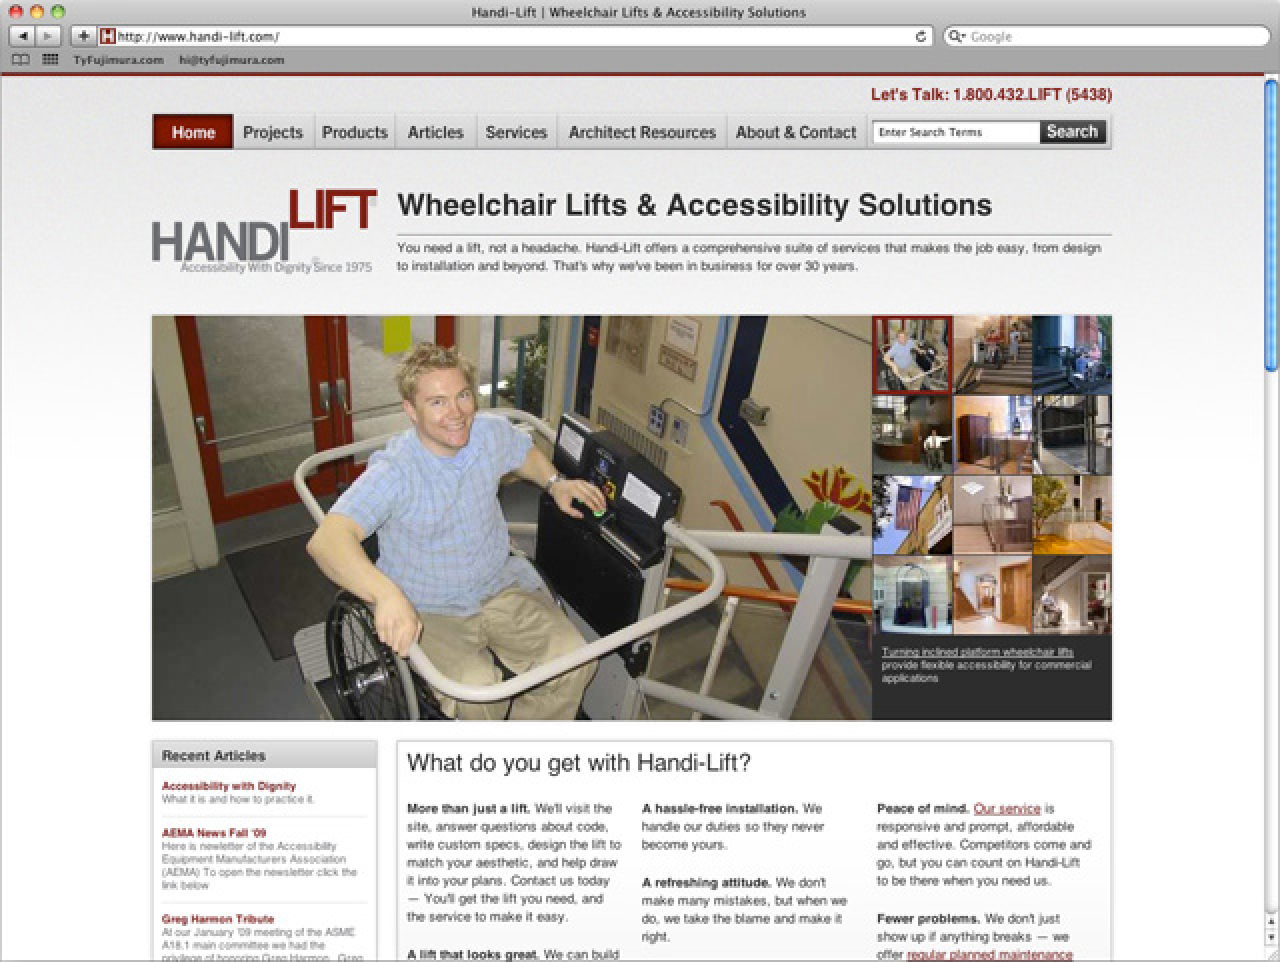 Handi-Lift | Wheelchair Lifts & Accessibility Solutions
http://www.handi-lift.com/
Google
TyFujimura.com hi@tyfujimura.com
Let's Talk: 1.800.432.LIFT (5438)
Home Projects Products Articles Services Architect Resources About & Contact Enter Search Terms Search
HANDI LIFT
Accessibility With Dignity Since 1975
Wheelchair Lifts & Accessibility Solutions
You need a lift, not a headache. Handi-Lift offers a comprehensive suite of services that makes the job easy, from design
to installation and beyond. That's why we've been in business for over 30 years.
Turning inclined platform wheelchair lifts
provide flexible accessibility for commercial
applications
Recent Articles
Accessibility with Dignity
What it is and how to practice it.
AEMA News Fall '09
Here is newletter of the Accessibility
Equipment Manufacturers Association
(AEMA) To open the newsletter click the
link below
Greg Harmon Tribute
At our January '09 meeting of the ASME
A18.1 main committee we had the
privilege of honoring Greg Harmon. Greg
What do you get with Handi-Lift?
More than just a lift. We'll visit the
site, answer questions about code,
write custom specs, design the lift to
match your aesthetic, and help draw
it into your plans. Contact us today
— You'll get the lift you need, and
the service to make it easy.
A lift that looks great. We can build
A hassle-free installation. We
handle our duties so they never
become yours.
A refreshing attitude. We don't
make many mistakes, but when we
do, we take the blame and make it
right.
Peace of mind. Our service is
responsive and prompt, affordable
and effective. Competitors come and
go, but you can count on Handi-Lift
to be there when you need us.
Fewer problems. We don't just
show up if anything breaks — we
offer regular planned maintenance